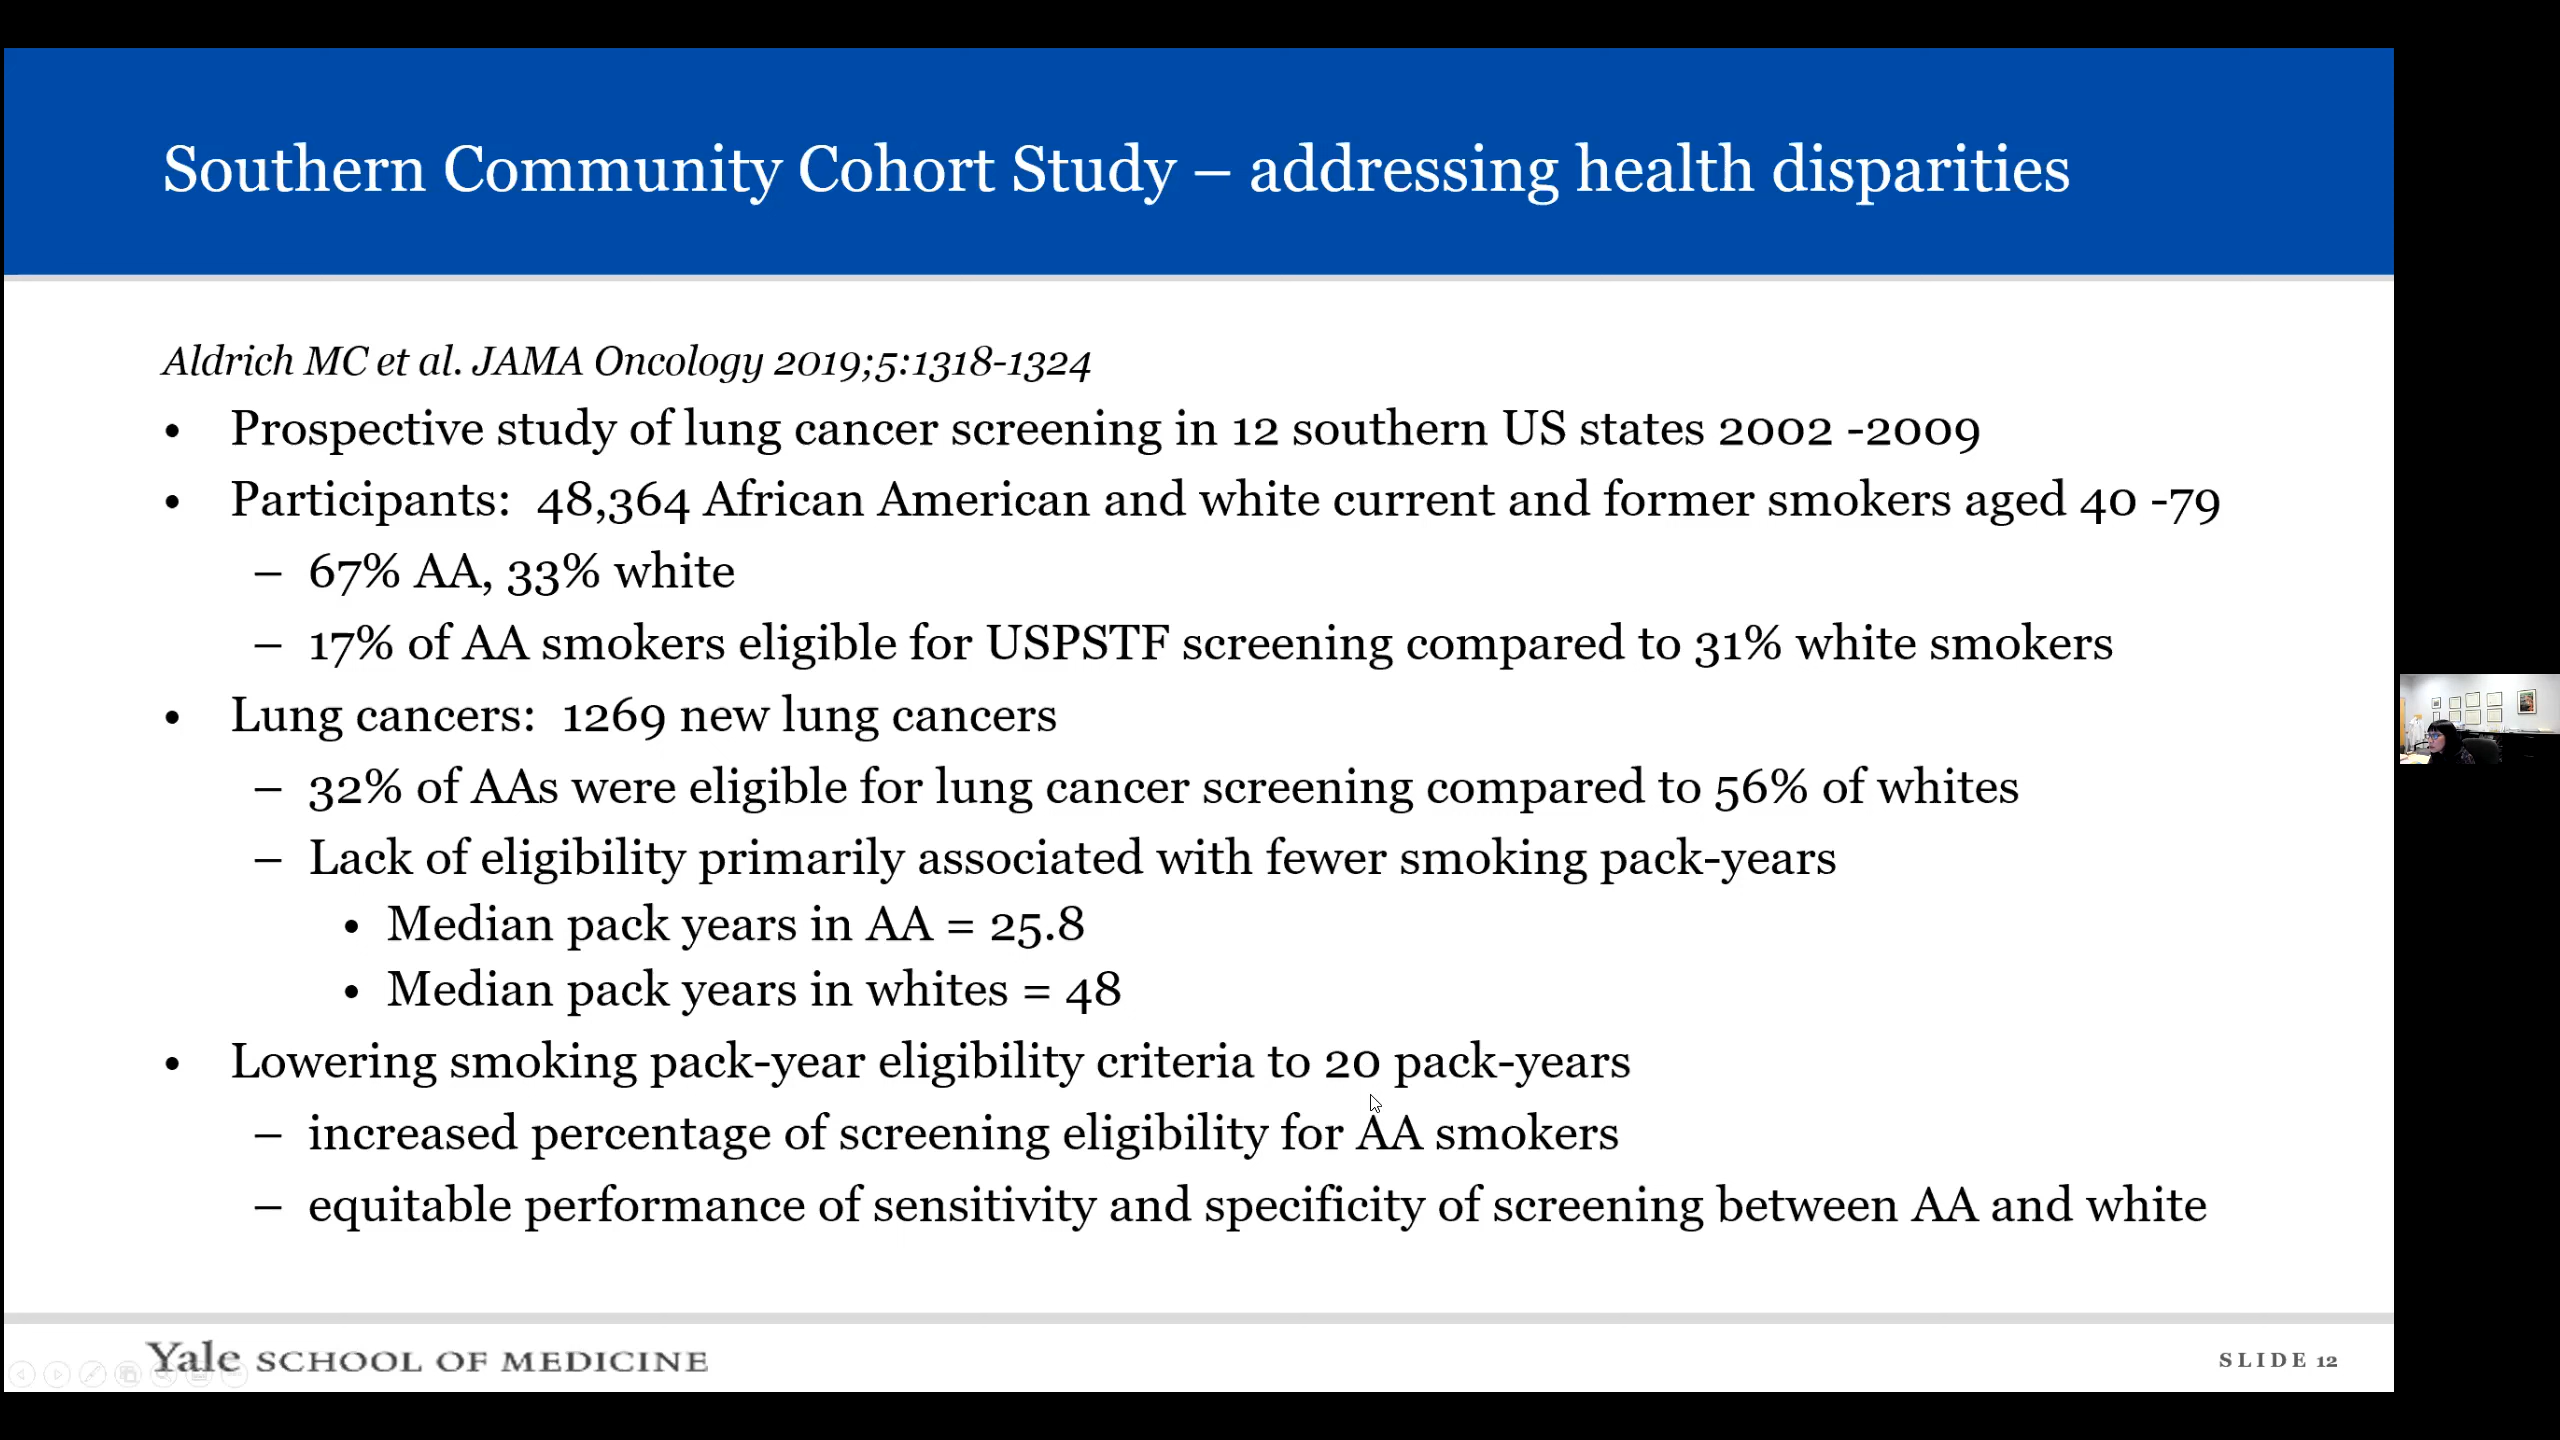 Southern Community Cohort Study – addressing health disparities
Aldrich MC et al. JAMA Oncology 2019;5:1318-1324
• Prospective study of lung cancer screening in 12 southern US states 2002 -2009
• Participants: 48,364 African American and white current and former smokers aged 40 -79
– 67% AA, 33% white
– 17% of AA smokers eligible for USPSTF screening compared to 31% white smokers
• Lung cancers: 1269 new lung cancers
– 32% of AAs were eligible for lung cancer screening compared to 56% of whites
– Lack of eligibility primarily associated with fewer smoking pack-years
• Median pack years in AA = 25.8
• Median pack years in whites = 48
• Lowering smoking pack-year eligibility criteria to 20 pack-years
– increased percentage of screening eligibility for AA smokers
– equitable performance of sensitivity and specificity of screening between AA and white
Yale SCHOOL OF MEDICINE
SLIDE 12